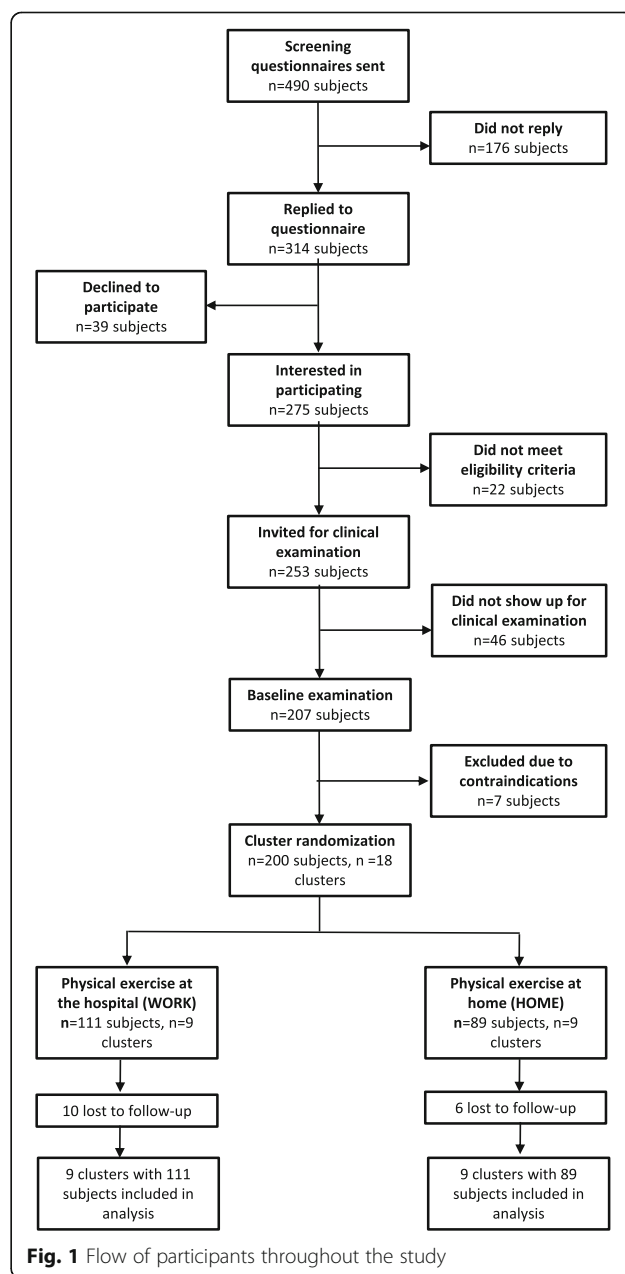 Screening
questionnaires sent
n=490 subjects
Did not reply
n=176 subjects
Replied to
questionnaire
n=314 subjects
Declined to
participate
n=39 subjects
Interested in
participating
n=275 subjects
Did not meet
eligibility criteria
n=22 subjects
Invited for clinical
examination
n=253 subjects
Did not show up for
clinical examination
n=46 subjects
Baseline examination
n=207 subjects
Excluded due to
contraindications
n=7 subjects
Cluster randomization
n=200 subjects, n =18
clusters
Physical exercise at
the hospital (WORK)
n=111 subjects, n=9
clusters
Physical exercise at
home (HOME)
n=89 subjects, n=9
clusters
10 lost to follow-up
6 lost to follow-up
9 clusters with 111
subjects included in
analysis
9 clusters with 89
subjects included in
analysis
Fig. 1 Flow of participants throughout the study